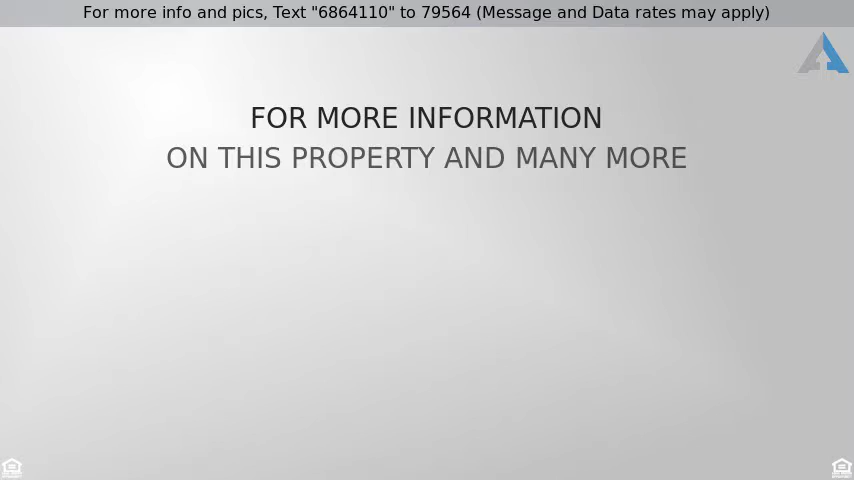 For more info and pics, Text "6864110" to 79564 (Message and Data rates may apply)
FOR MORE INFORMATION
ON THIS PROPERTY AND MANY MORE